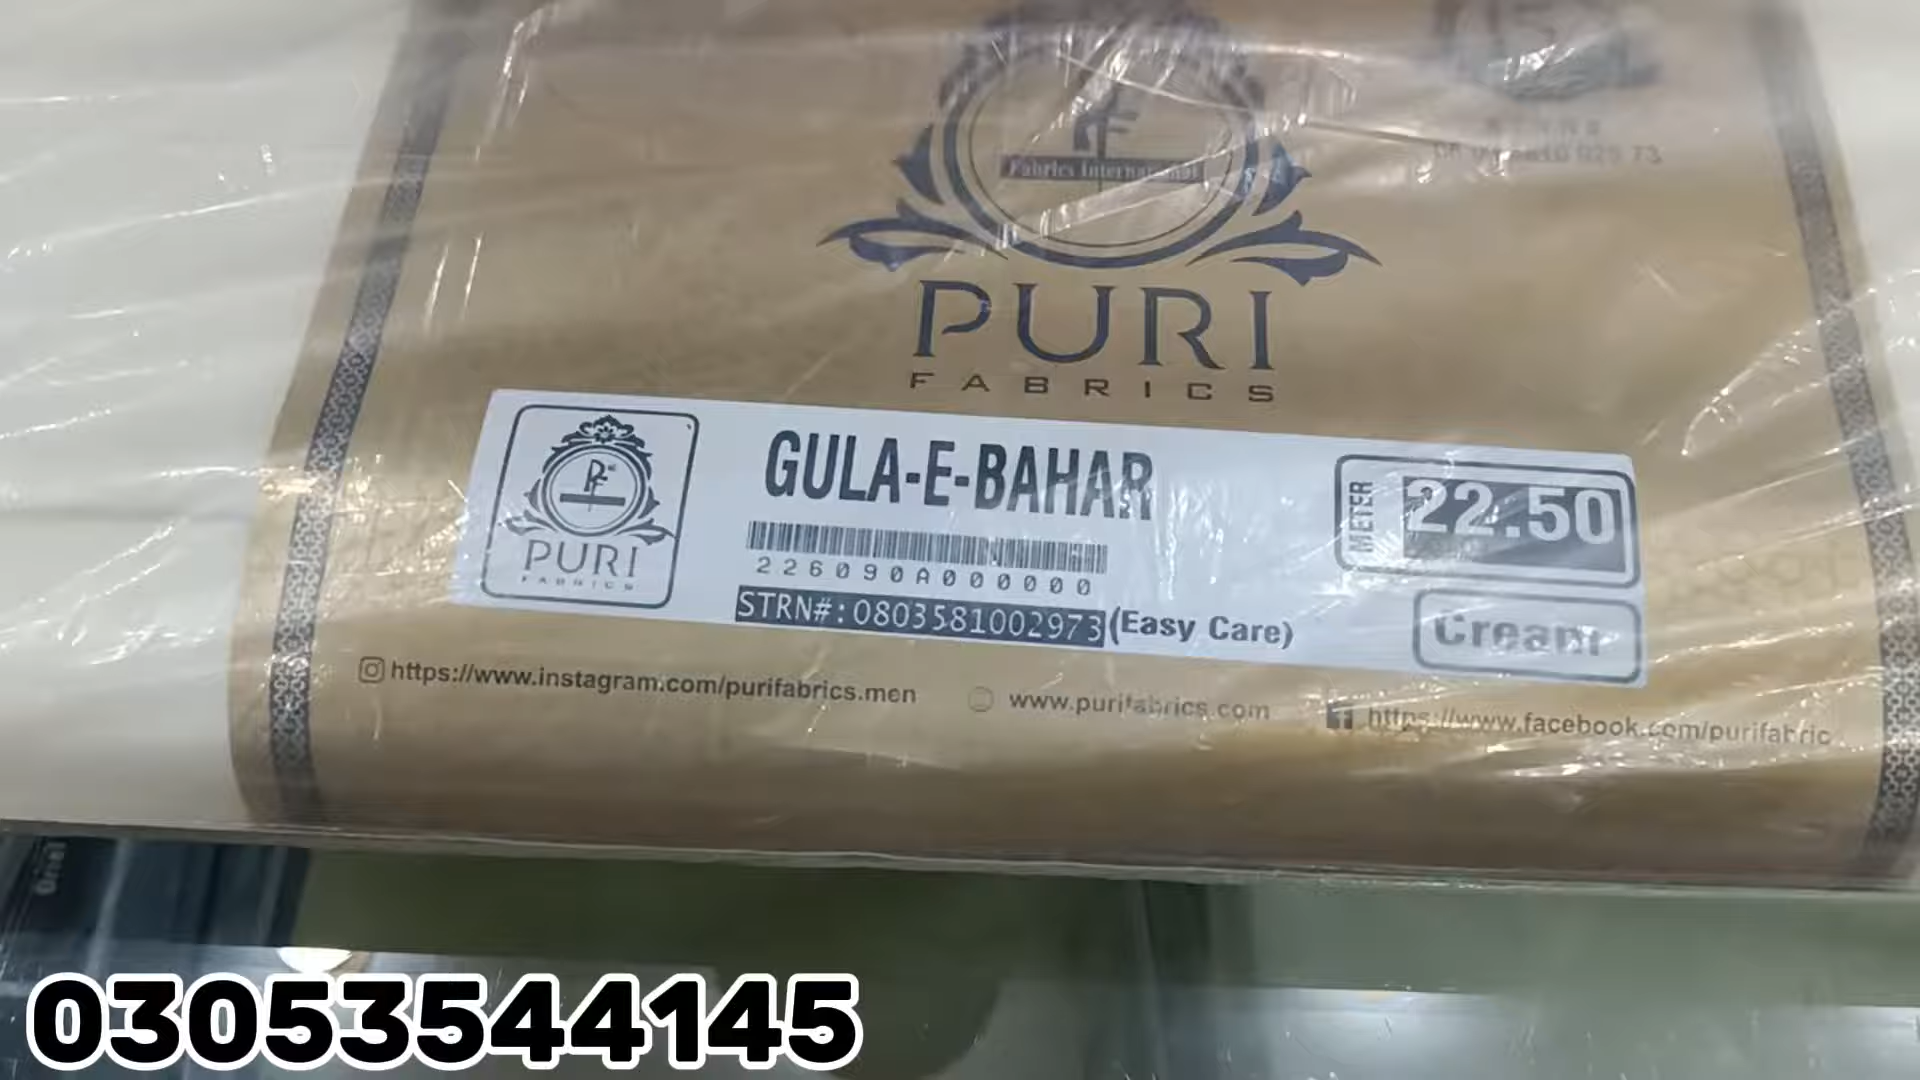 Fabrics International
PURI
FABRICS
PURI
FABRICS
GULA-E-BAHAR
226090A000000
STRN#:0803581002973 (Easy Care)
METER 22.50
Cream
https://www.instagram.com/purifabrics.men
www.purifabrics.com
https://www.facebook.com/purifabric
03053544145